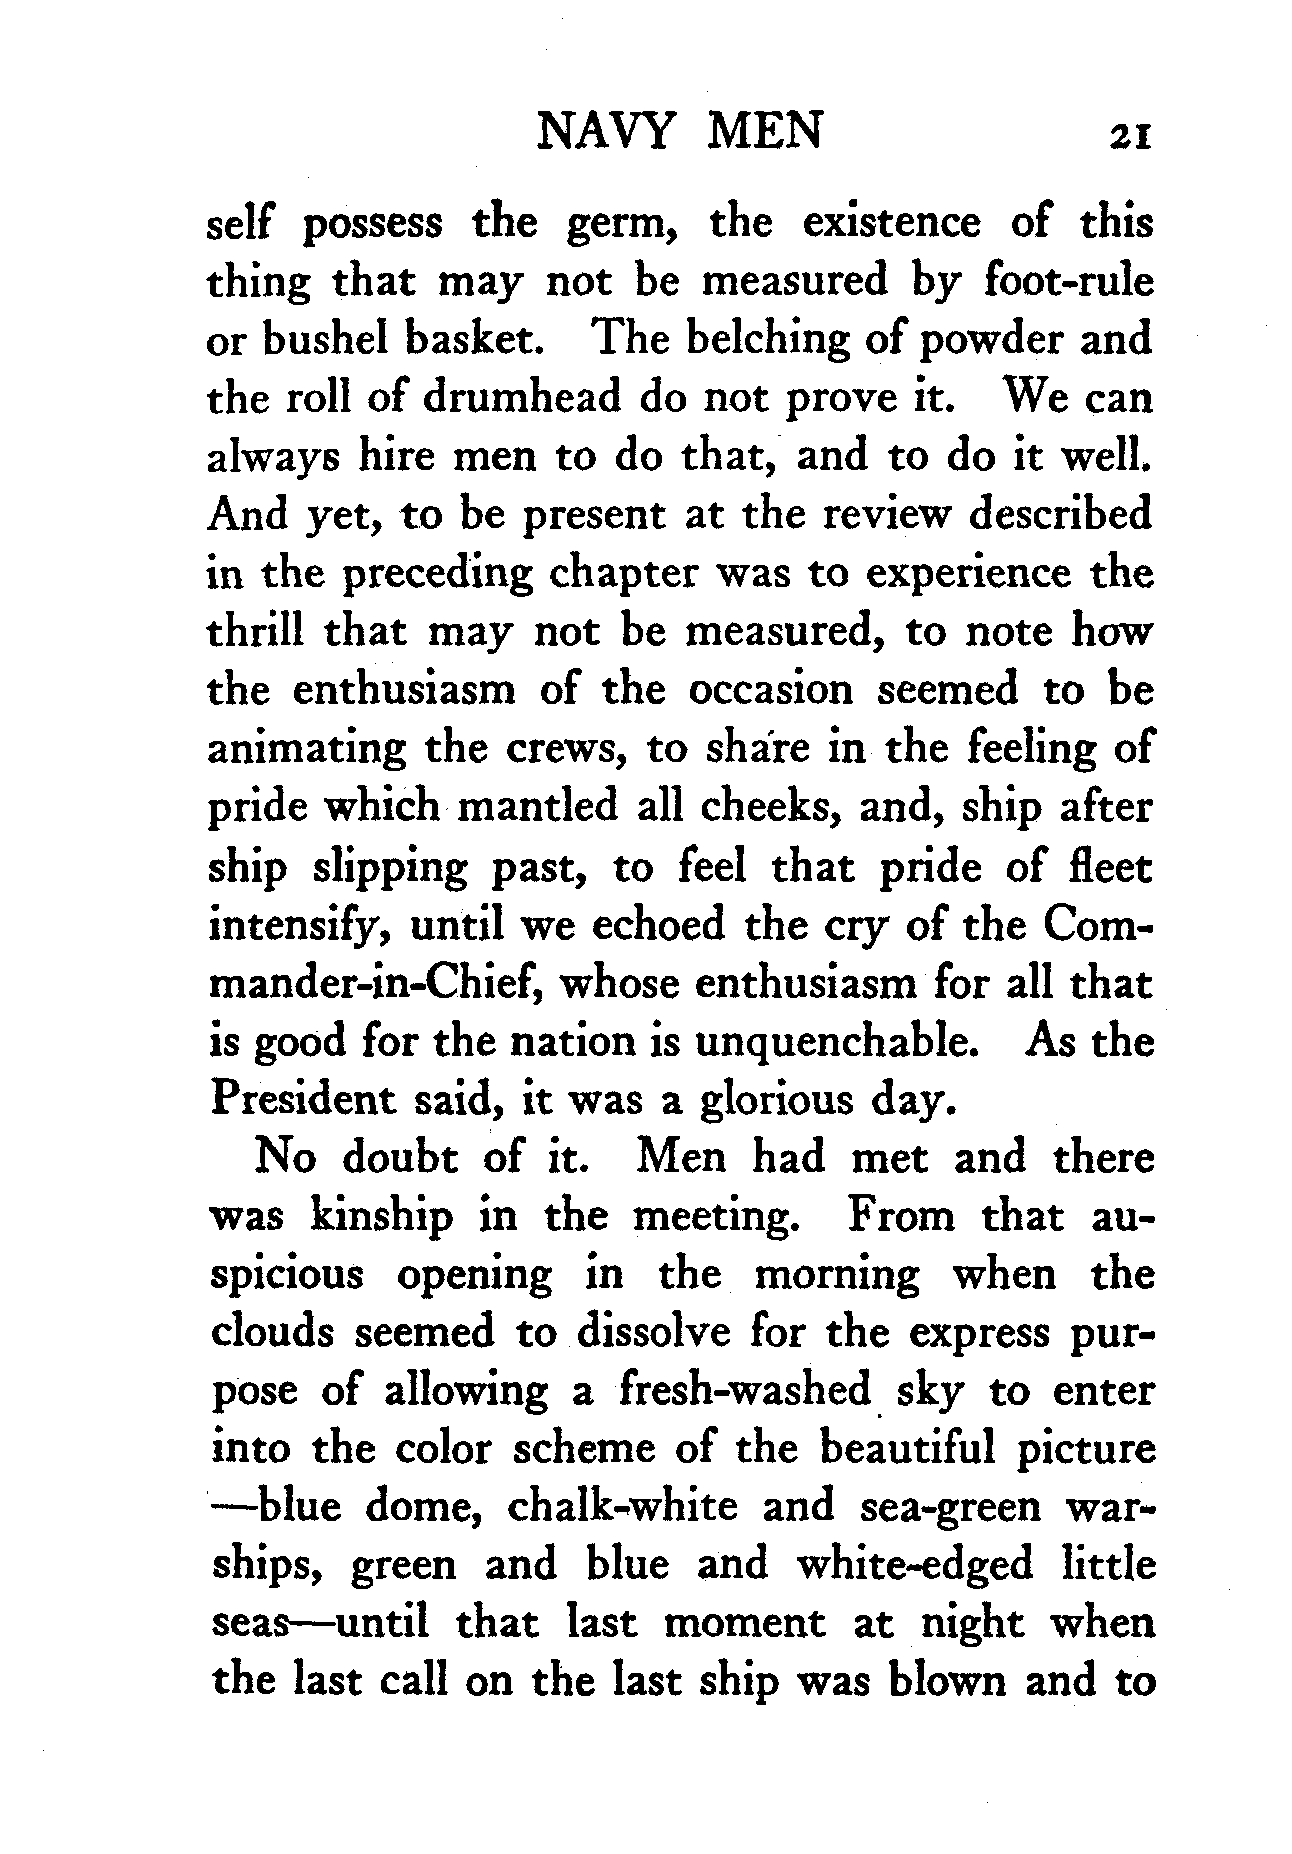 NAVY MEN 21
self possess the germ, the existence of this
thing that may not be measured by foot-rule
or bushel basket. The belching of powder and
the roll of drumhead do not prove it. We can
always hire men to do that, and to do it well.
And yet, to be present at the review described
in the preceding chapter was to experience the
thrill that may not be measured, to note how
the enthusiasm of the occasion seemed to be
animating the crews, to share in the feeling of
pride which mantled all cheeks, and, ship after
ship slipping past, to feel that pride of fleet
intensify, until we echoed the cry of the Com-
mander-in-Chief, whose enthusiasm for all that
is good for the nation is unquenchable. As the
President said, it was a glorious day.
No doubt of it. Men had met and there
was kinship in the meeting. From that au-
spicious opening in the morning when the
clouds seemed to dissolve for the express pur-
pose of allowing a fresh-washed sky to enter
into the color scheme of the beautiful picture
—blue dome, chalk-white and sea-green war-
ships, green and blue and white-edged little
seas—until that last moment at night when
the last call on the last ship was blown and to